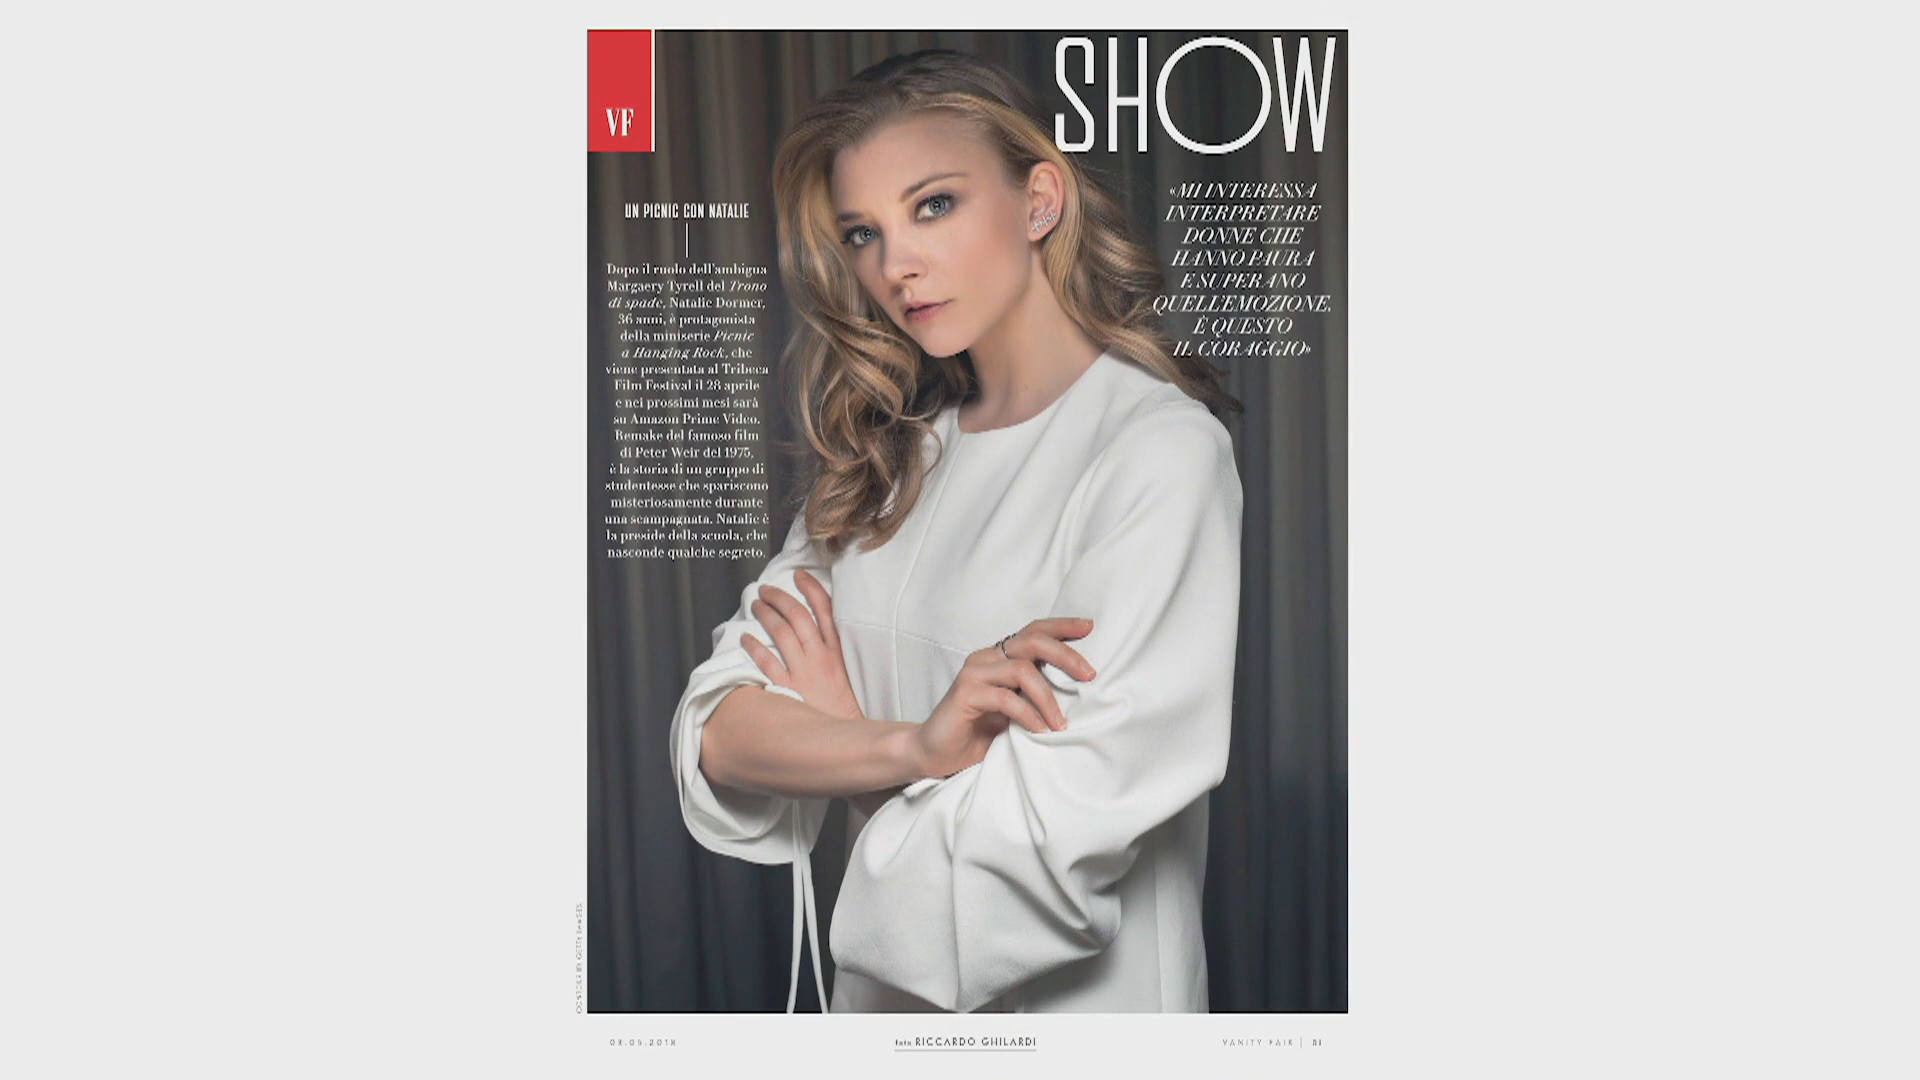 VF
SHOW
UN PICNIC CON NATALIE
Dopo il ruolo dell'ambigua
Margaery Tyrell del Trono
di spade, Natalie Dormer,
36 anni, è protagonista
della miniserie Picnic
a Hanging Rock, che
viene presentata al Tribeca
Film Festival il 28 aprile
e nei prossimi mesi sarà
su Amazon Prime Video.
Remake del famoso film
di Peter Weir del 1975,
è la storia di un gruppo di
studentesse che spariscono
misteriosamente durante
una scampagnata. Natalie è
la preside della scuola, che
nasconde qualche segreto.
«MI INTERESSA
INTERPRETARE
DONNE CHE
HANNO PAURA
E SUPERANO
QUELL'EMOZIONE.
È QUESTO
IL CORAGGIO»
foto RICCARDO GHILARDI
VANITY FAIR |